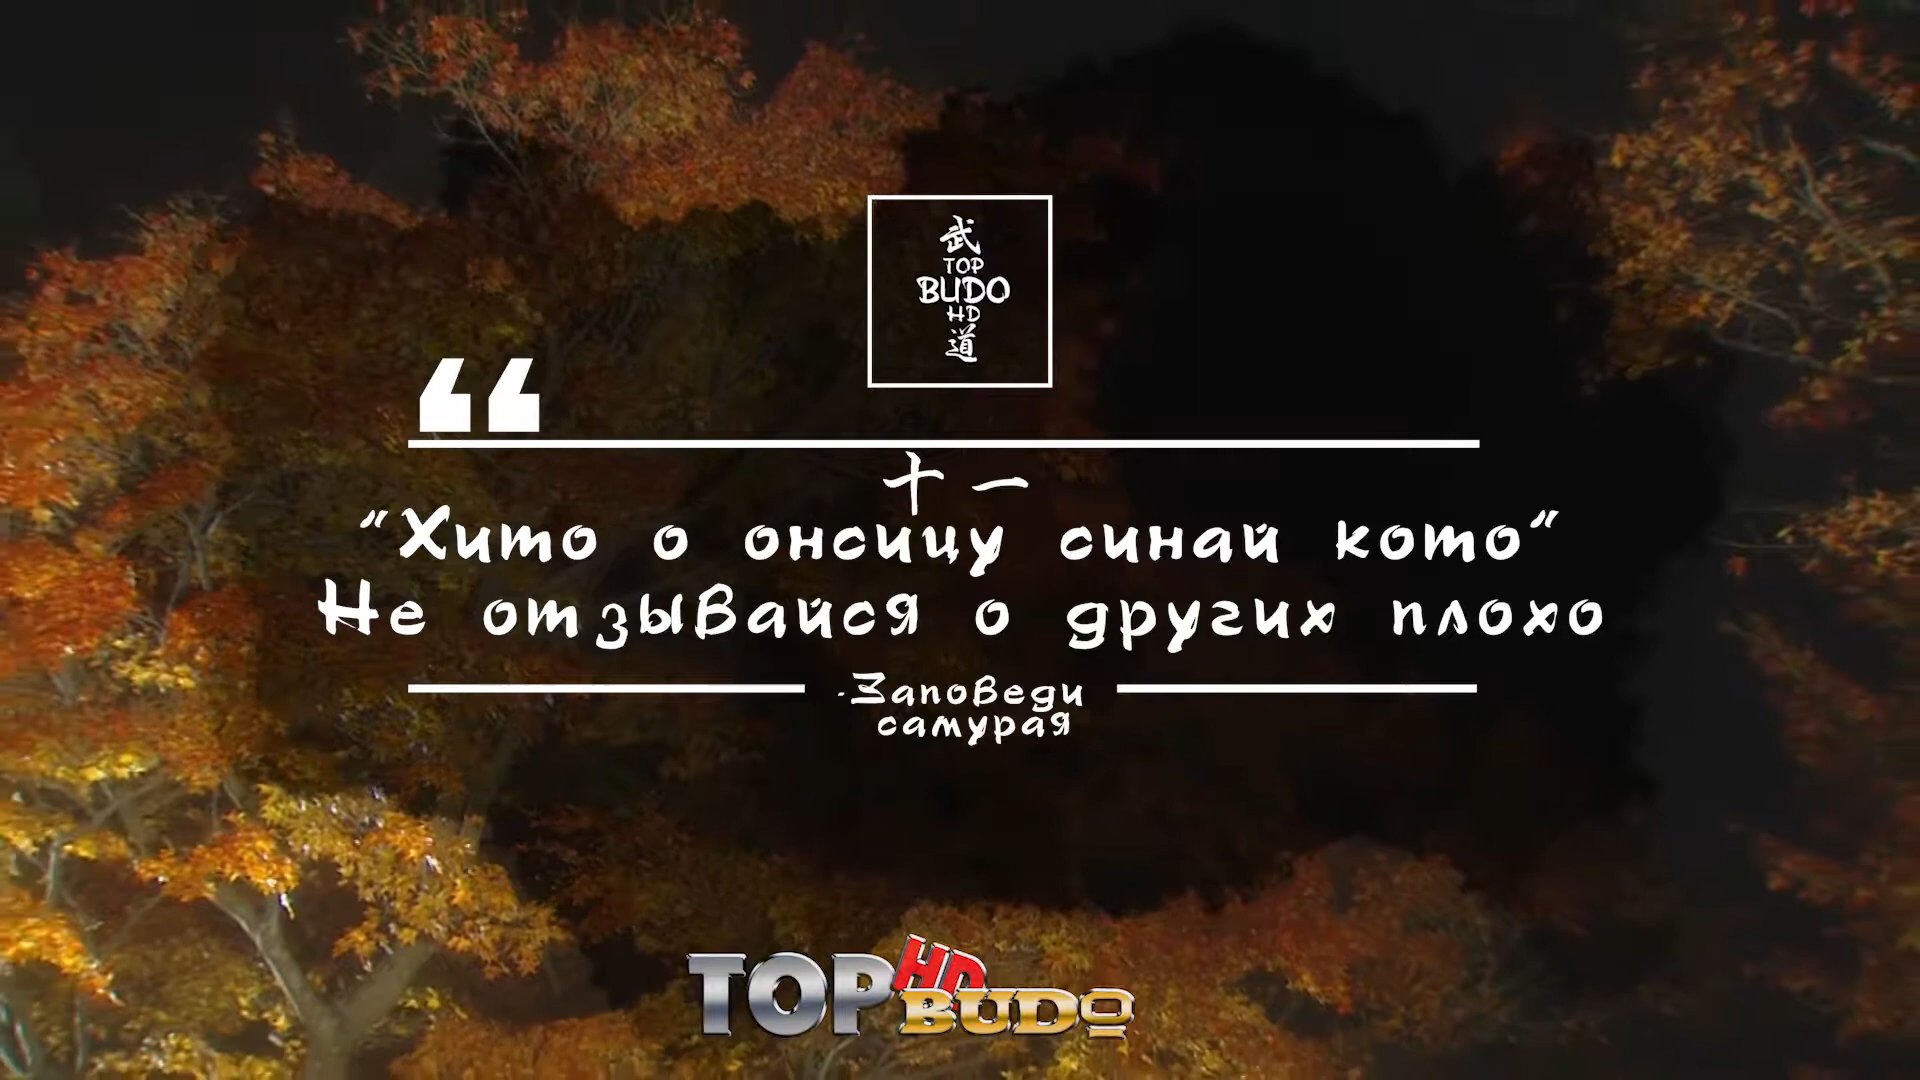 武
TOP
BUDO
HD
道
“
十一
“Хито о онсицу синай кото“
Не отзывайся о других плохо
-Заповеди
самурая
TOP HD
BUDO